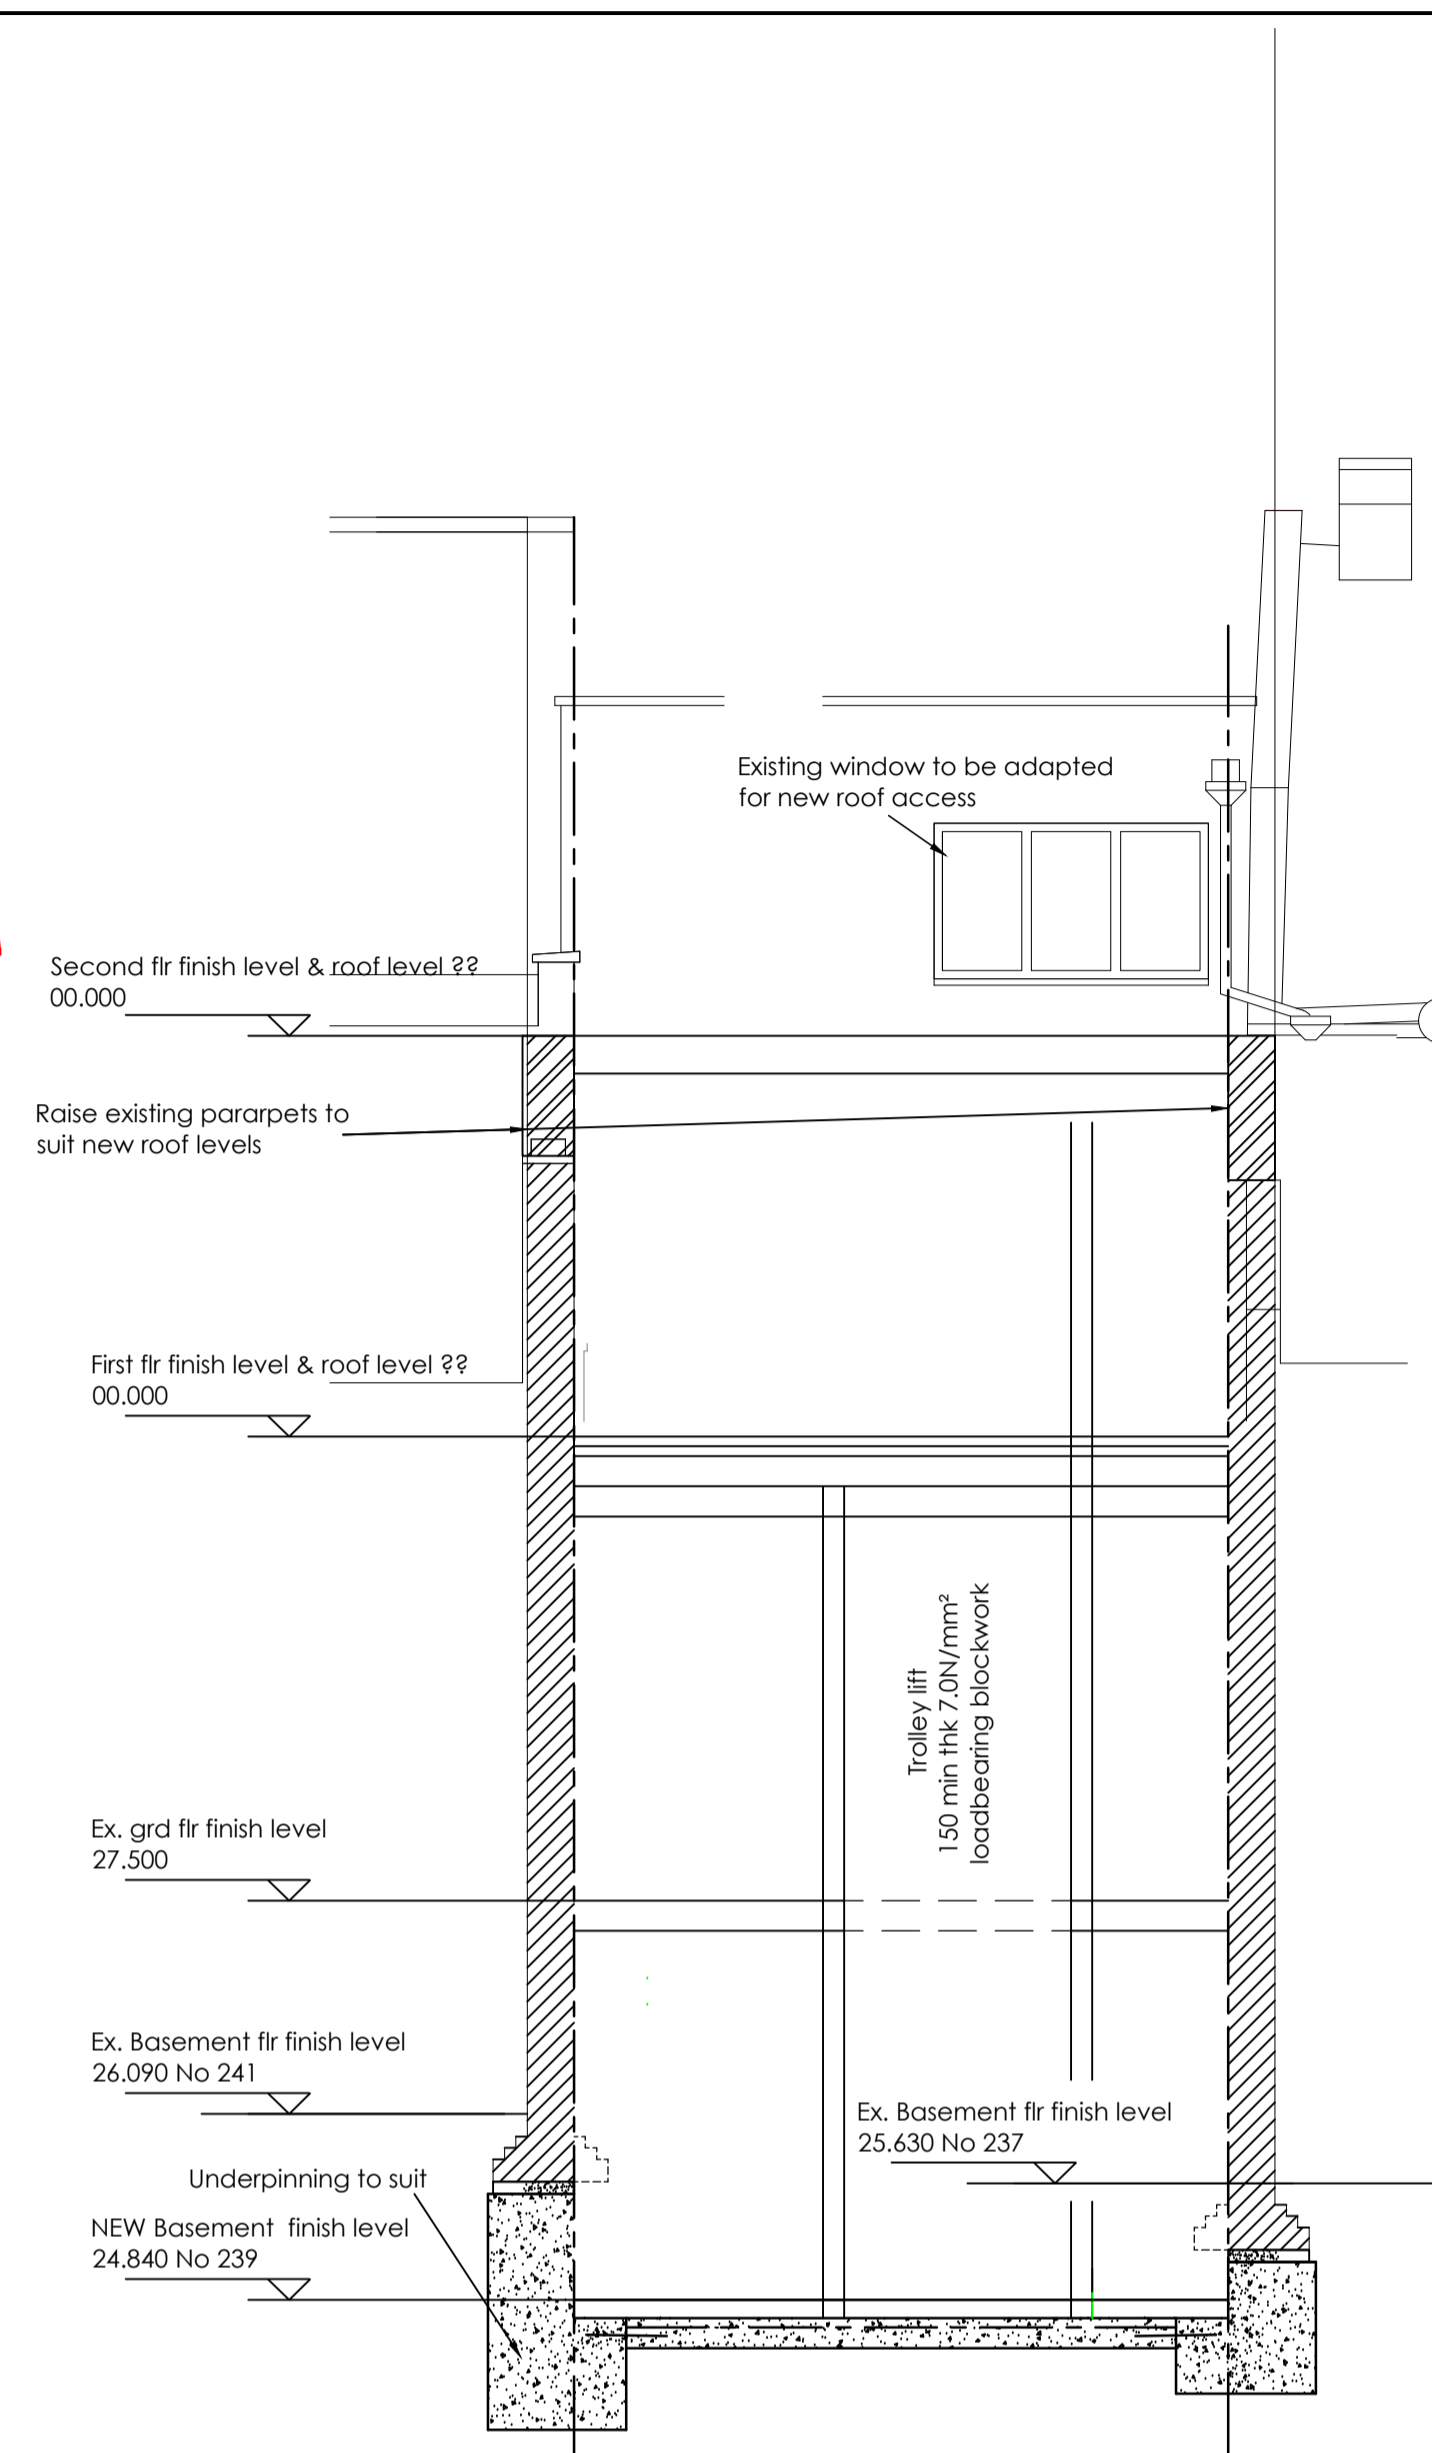 Existing window to be adapted
for new roof access
Second flr finish level & roof level ??
00.000
Raise existing pararpets to
suit new roof levels
First flr finish level & roof level ??
00.000
Trolley lift
150 min thk 7.0N/mm²
loadbearing blockwork
Ex. grd flr finish level
27.500
Ex. Basement flr finish level
26.090 No 241
Ex. Basement flr finish level
25.630 No 237
Underpinning to suit
NEW Basement  finish level
24.840 No 239